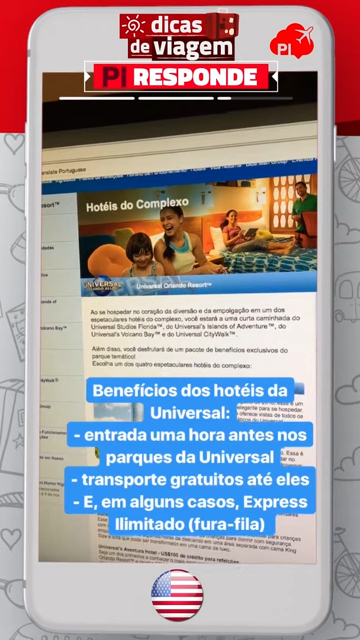 dicas
de viagem
PI
PI RESPONDE
Hotéis do Complexo
Universal Orlando Resort™
Ao se hospedar no coração da diversão e da empolgação em um dos
espetaculares hotéis do complexo, você estará a uma curta caminhada do
Universal Studios Florida™, do Universal's Islands of Adventure™, do
Universal's Volcano Bay™ e do Universal CityWalk™.
Além disso, você desfrutará de um pacote de benefícios exclusivos do
parque temático!
Escolha um dos quatro espetaculares hotéis do complexo:
Benefícios dos hotéis da
Universal:
- entrada uma hora antes nos
parques da Universal
- transporte gratuitos até eles
- E, em alguns casos, Express
Ilimitado (fura-fila)